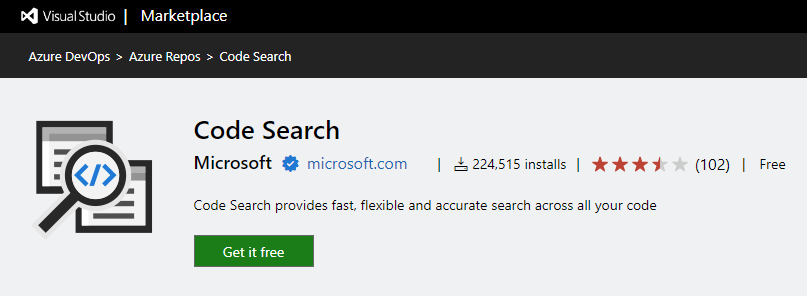 Visual Studio | Marketplace
Azure DevOps > Azure Repos > Code Search
</>
Code Search
Microsoft microsoft.com | 224,515 installs | (102) | Free
Code Search provides fast, flexible and accurate search across all your code
Get it free